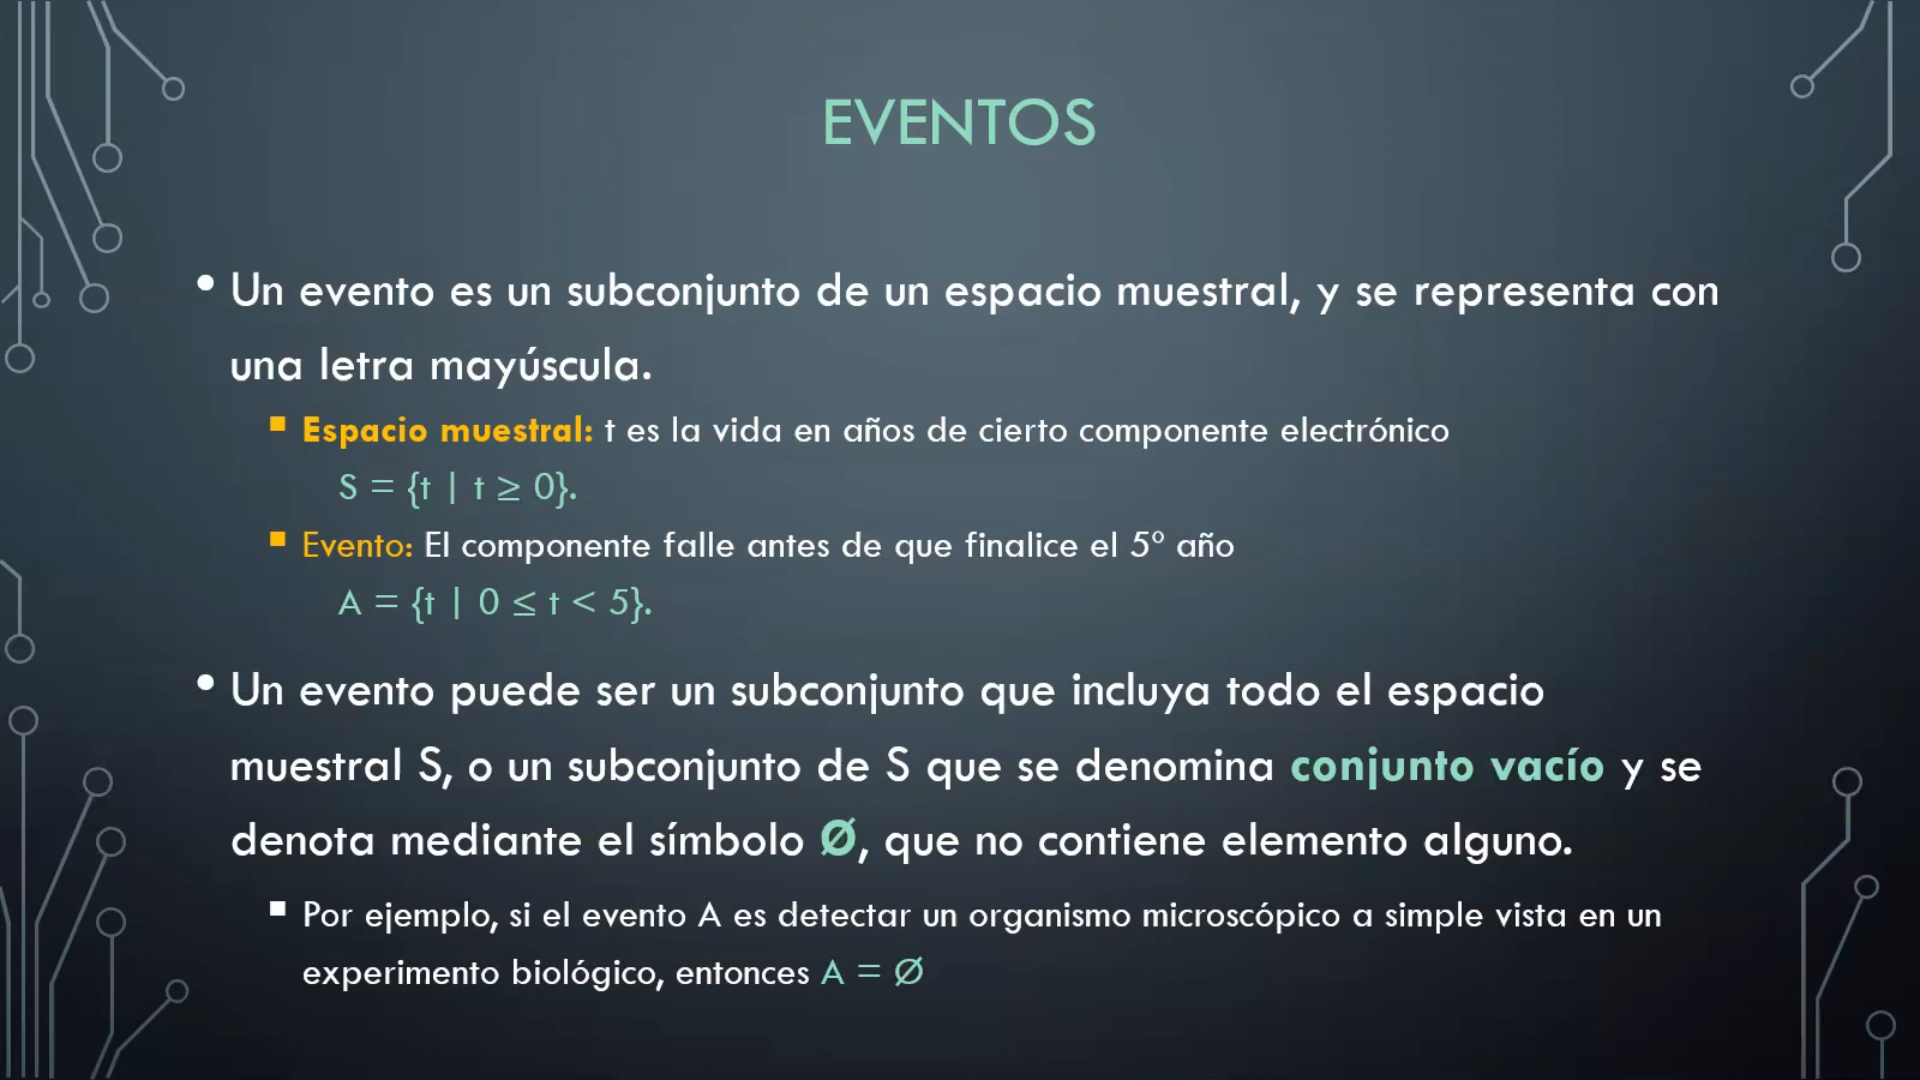 EVENTOS
• Un evento es un subconjunto de un espacio muestral, y se representa con
una letra mayúscula.
▪ Espacio muestral: t es la vida en años de cierto componente electrónico
S = {t | t ≥ 0}.
▪ Evento: El componente falle antes de que finalice el 5º año
A = {t | 0 ≤ t < 5}.
• Un evento puede ser un subconjunto que incluya todo el espacio
muestral S, o un subconjunto de S que se denomina conjunto vacío y se
denota mediante el símbolo Ø, que no contiene elemento alguno.
▪ Por ejemplo, si el evento A es detectar un organismo microscópico a simple vista en un
experimento biológico, entonces A = Ø